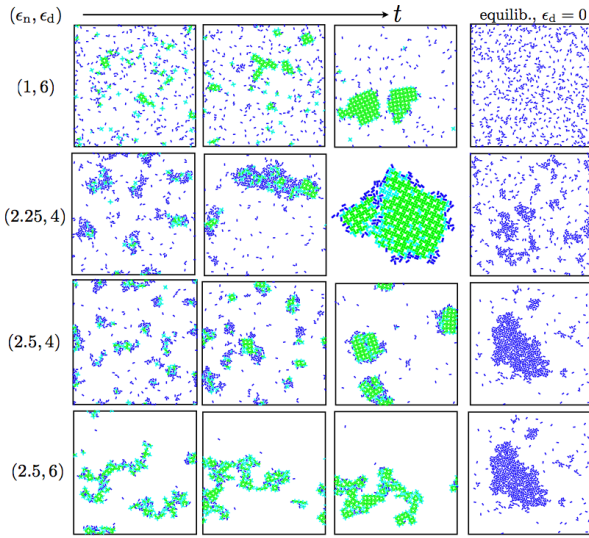 (ϵn, ϵd) t equilib., ϵd = 0
(1, 6)
(2.25, 4)
(2.5, 4)
(2.5, 6)